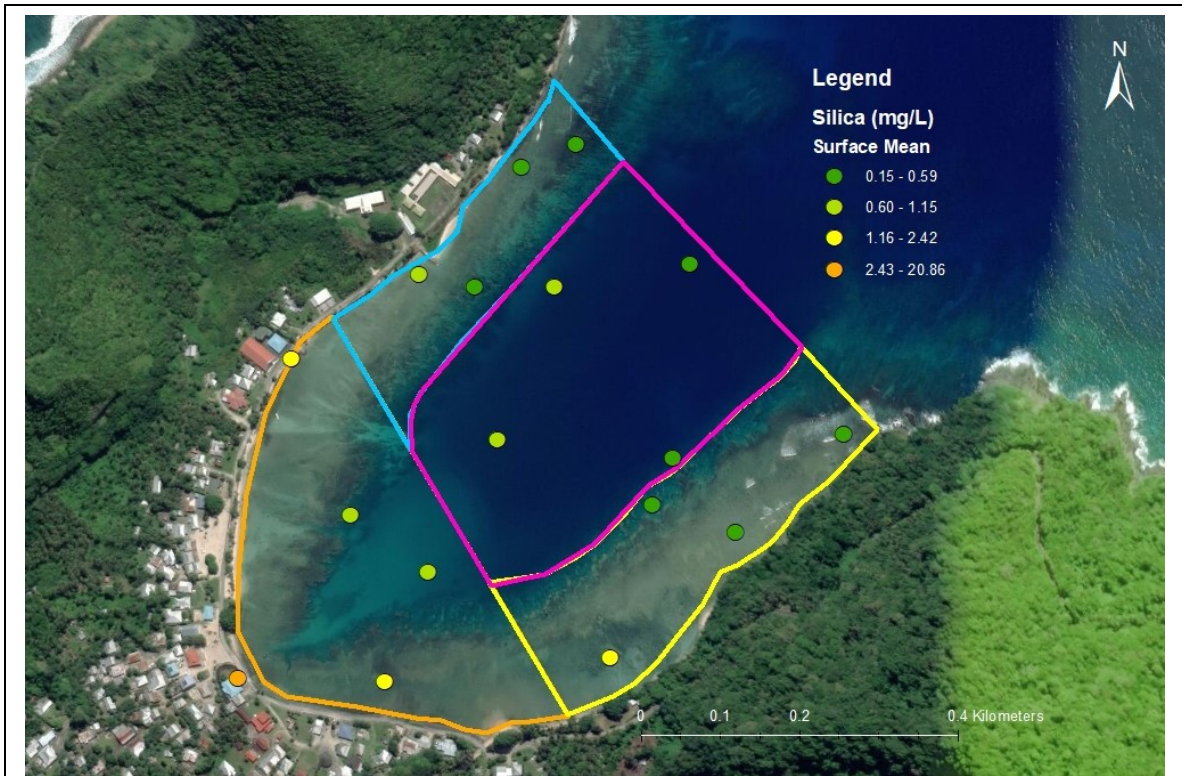 N
Legend
Silica (mg/L)
Surface Mean
0.15 - 0.59
0.60 - 1.15
1.16 - 2.42
2.43 - 20.86
0 0.1 0.2 0.4 Kilometers